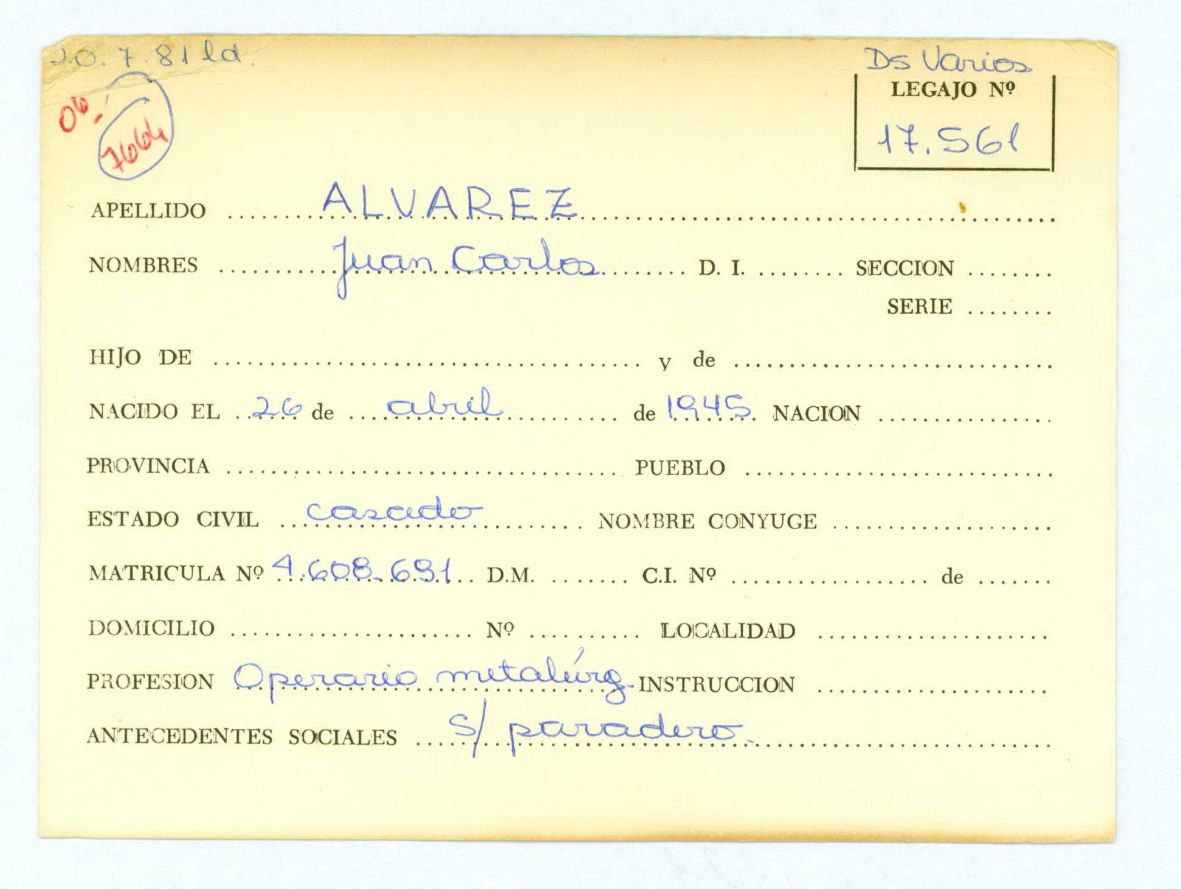 20.7.81 ld.
Ds Varios
LEGAJO Nº
17.561
06.-
7664
APELLIDO ........ ALVAREZ ........
NOMBRES ........ Juan Carlos ........ D. I. ........ SECCION ........
SERIE ........
HIJO DE ........ y de ........
NACIDO EL ..26 de ... abril ........ de 1945. NACION ........
PROVINCIA ........ PUEBLO ........
ESTADO CIVIL ... casado ........ NOMBRE CONYUGE ........
MATRICULA Nº 4.608.691.. D.M. ........ C.I. Nº ........ de .......
DOMICILIO ........ Nº ........ LOCALIDAD ........
PROFESION Operario metalúrg. INSTRUCCION ........
ANTECEDENTES SOCIALES .... s/ paradero. ........